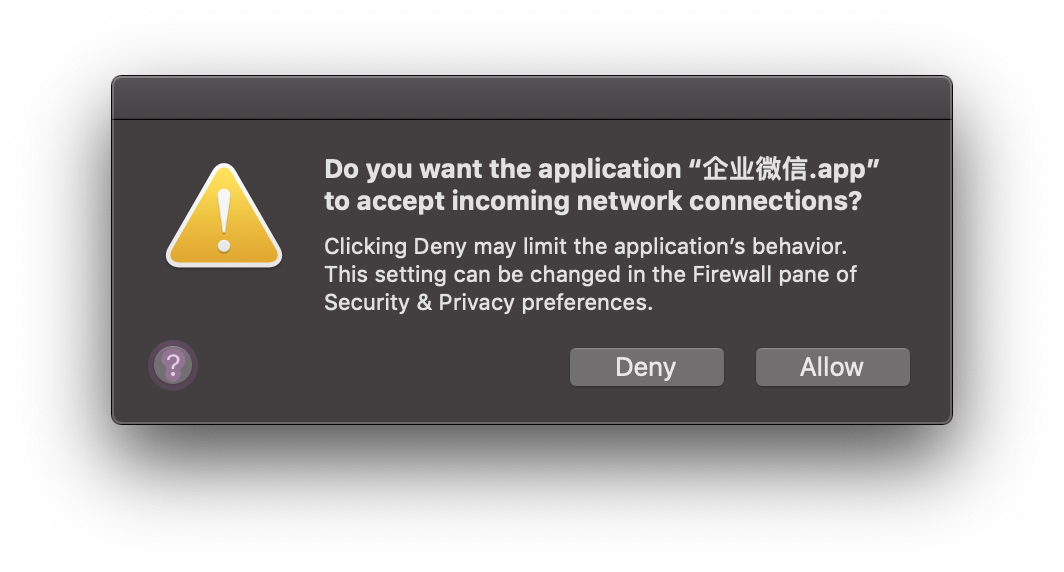 Do you want the application “企业微信.app”
to accept incoming network connections?
Clicking Deny may limit the application’s behavior.
This setting can be changed in the Firewall pane of
Security & Privacy preferences.
?
Deny
Allow